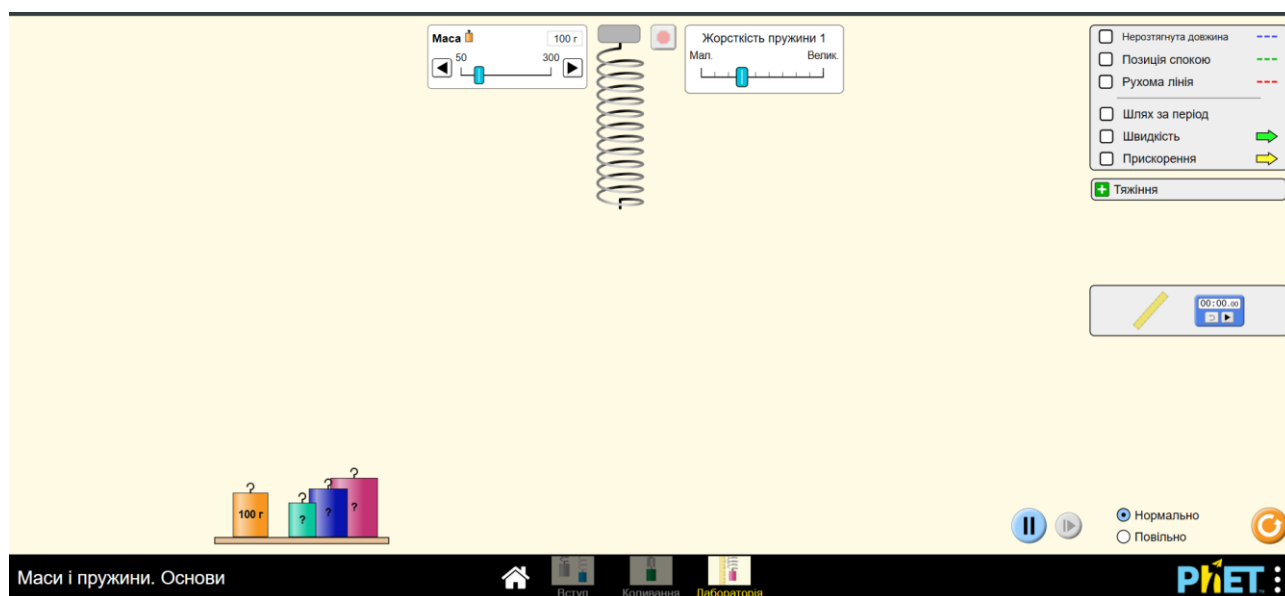 Маса
100 г
50
300
Жорсткість пружини 1
Мал.
Велик.
Нерозтягнута довжина
Позиція спокою
Рухома лінія
Шлях за період
Швидкість
Прискорення
Тяжіння
00:00.00
100 г
?
?
?
Нормально
Повільно
Маси і пружини. Основи
Вступ
Коливання
Лабораторія
PhET